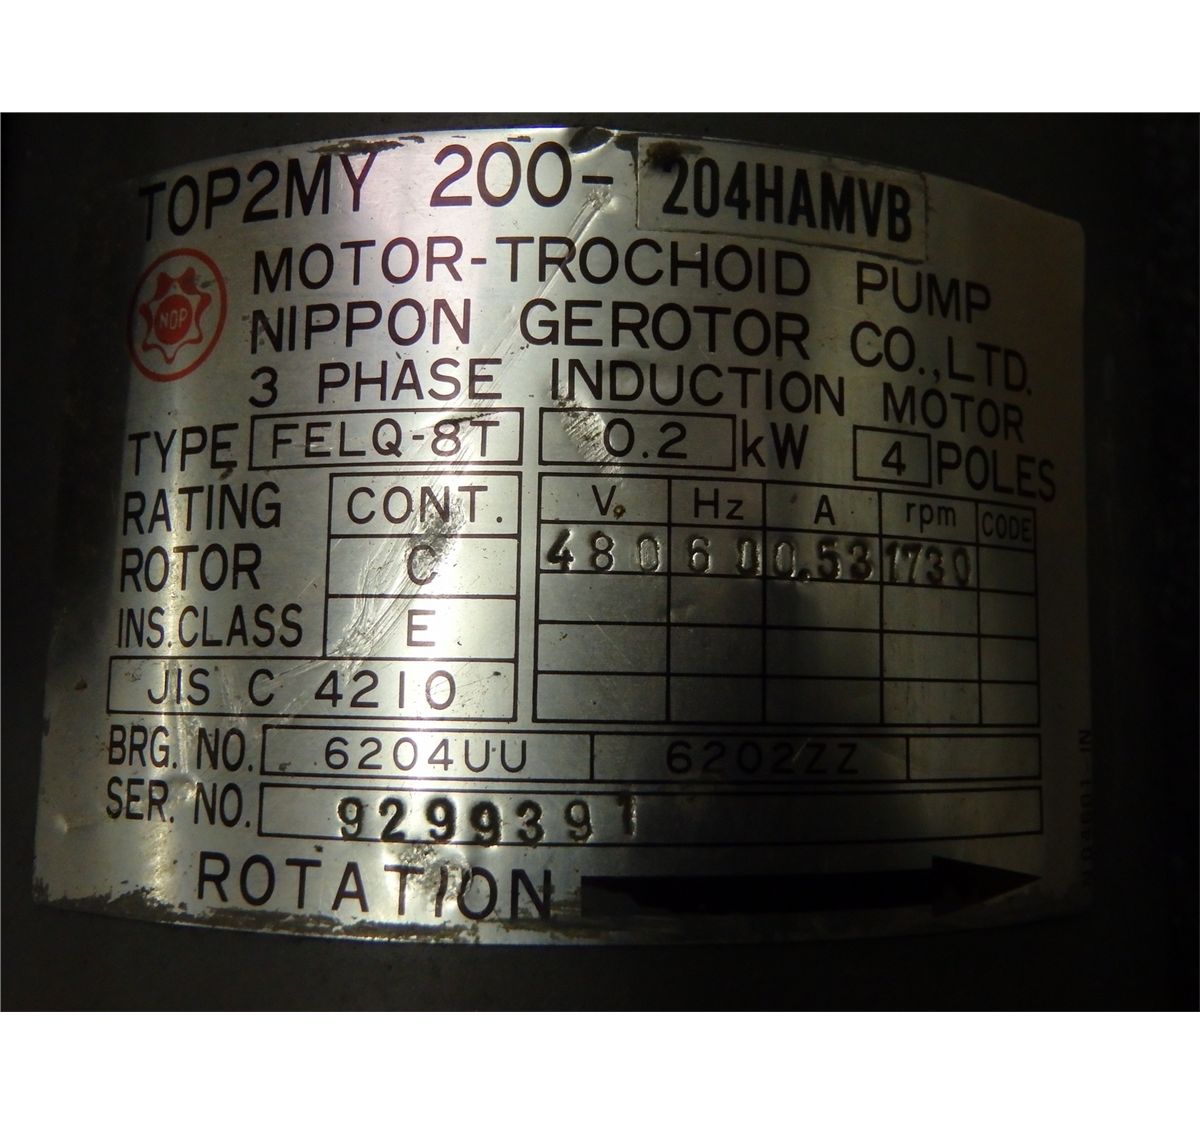 TOP2MY 200-204HAMVB
NOP
MOTOR-TROCHOID PUMP
NIPPON GEROTOR CO.,LTD.
3 PHASE INDUCTION MOTOR
TYPE FELQ-8T 0.2 kW 4 POLES
RATING CONT. V. Hz A rpm CODE
ROTOR C 480 60 0.53 1730
INS.CLASS E
JIS C 4210
BRG. NO. 6204UU 6202ZZ
SER. NO. 9299391
ROTATION